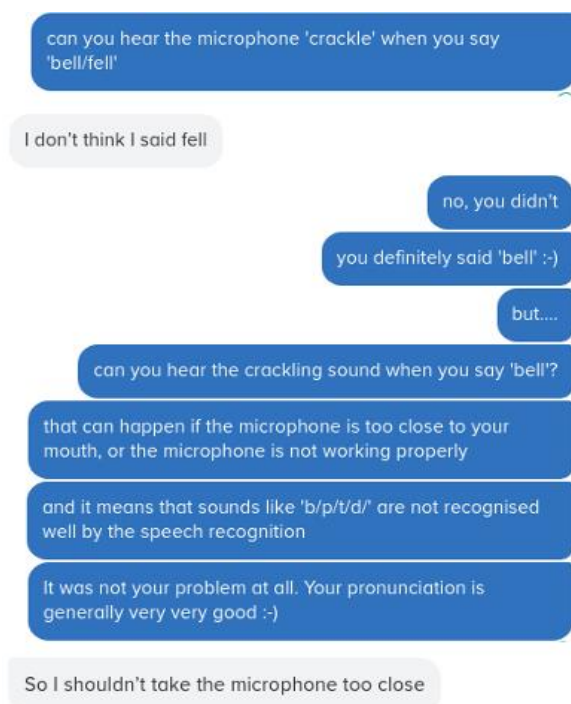 can you hear the microphone 'crackle' when you say
'bell/fell'
I don't think I said fell
no, you didn't
you definitely said 'bell' :-)
but....
can you hear the crackling sound when you say 'bell'?
that can happen if the microphone is too close to your
mouth, or the microphone is not working properly
and it means that sounds like 'b/p/t/d/' are not recognised
well by the speech recognition
It was not your problem at all. Your pronunciation is
generally very very good :-)
So I shouldn't take the microphone too close